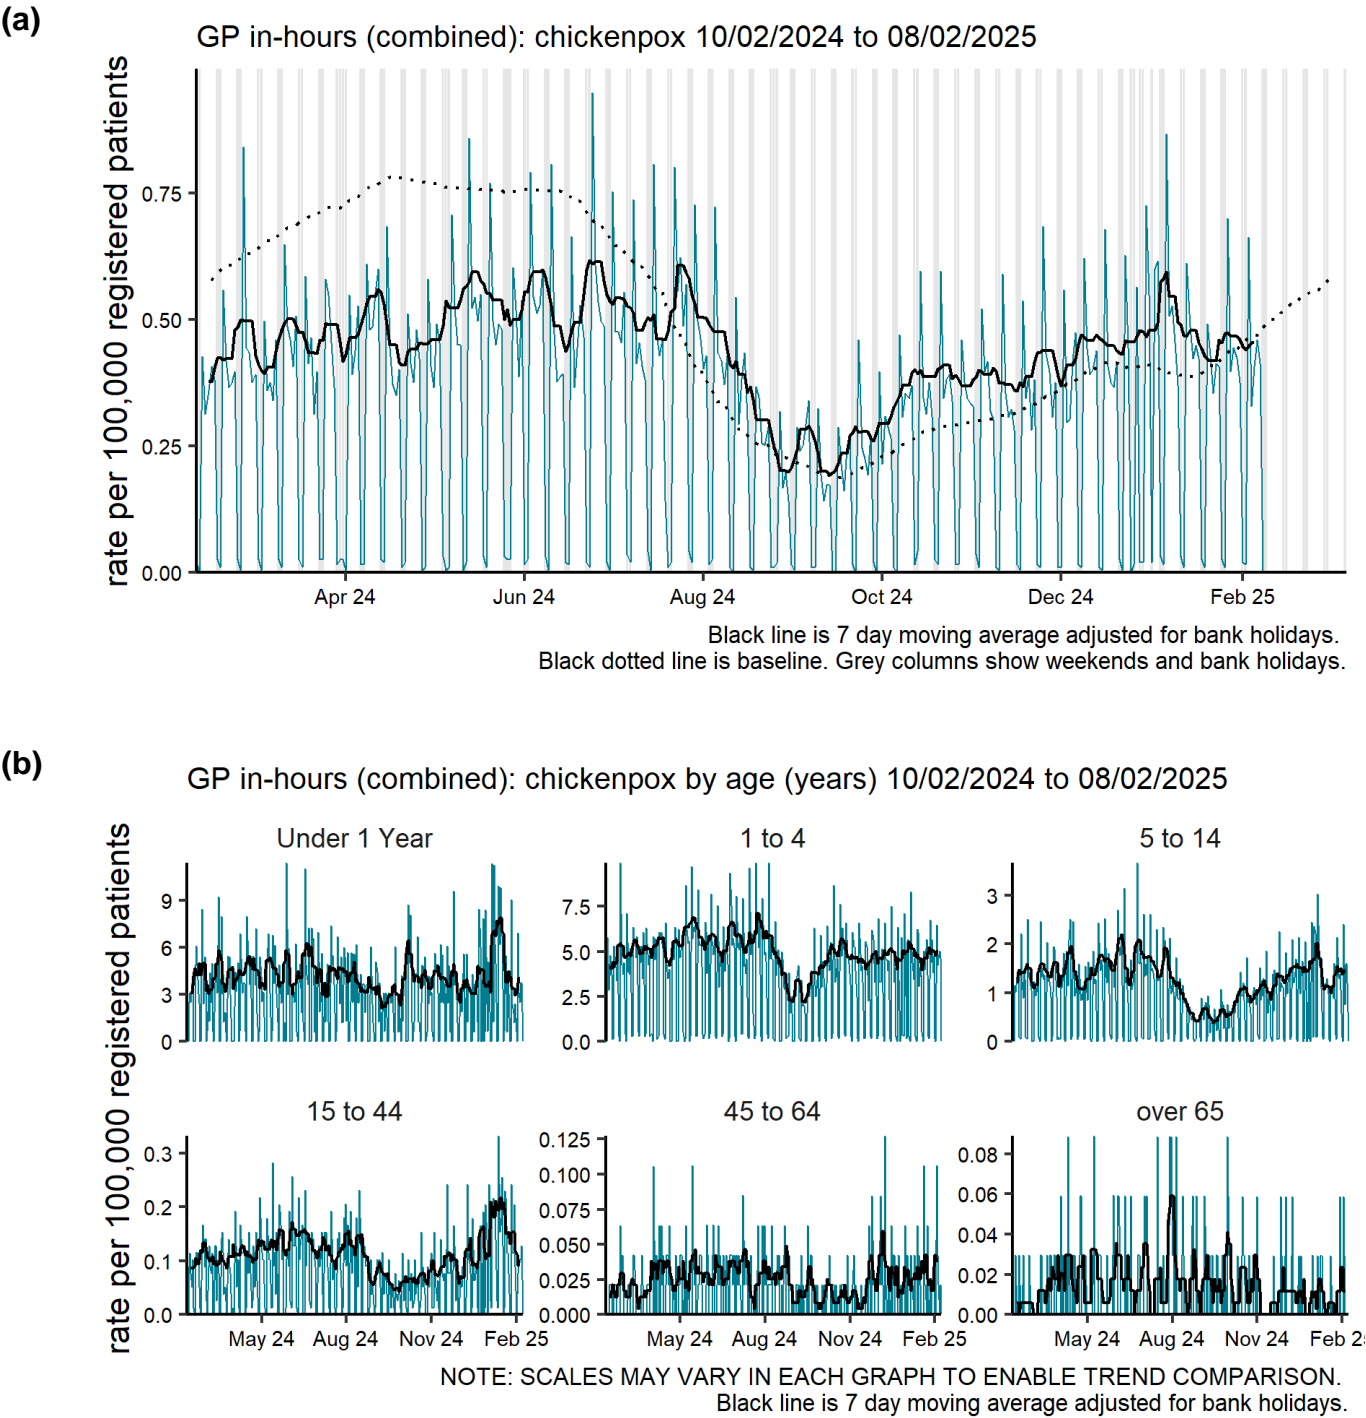 (a)
GP in-hours (combined): chickenpox 10/02/2024 to 08/02/2025
rate per 100,000 registered patients
0.75
0.50
0.25
0.00
Apr 24 Jun 24 Aug 24 Oct 24 Dec 24 Feb 25
Black line is 7 day moving average adjusted for bank holidays.
Black dotted line is baseline. Grey columns show weekends and bank holidays.
(b)
GP in-hours (combined): chickenpox by age (years) 10/02/2024 to 08/02/2025
rate per 100,000 registered patients
Under 1 Year
9
6
3
0
1 to 4
7.5
5.0
2.5
0.0
5 to 14
3
2
1
0
15 to 44
0.3
0.2
0.1
0.0
May 24 Aug 24 Nov 24 Feb 25
45 to 64
0.125
0.100
0.075
0.050
0.025
0.000
May 24 Aug 24 Nov 24 Feb 25
over 65
0.08
0.06
0.04
0.02
0.00
May 24 Aug 24 Nov 24 Feb 2
NOTE: SCALES MAY VARY IN EACH GRAPH TO ENABLE TREND COMPARISON.
Black line is 7 day moving average adjusted for bank holidays.